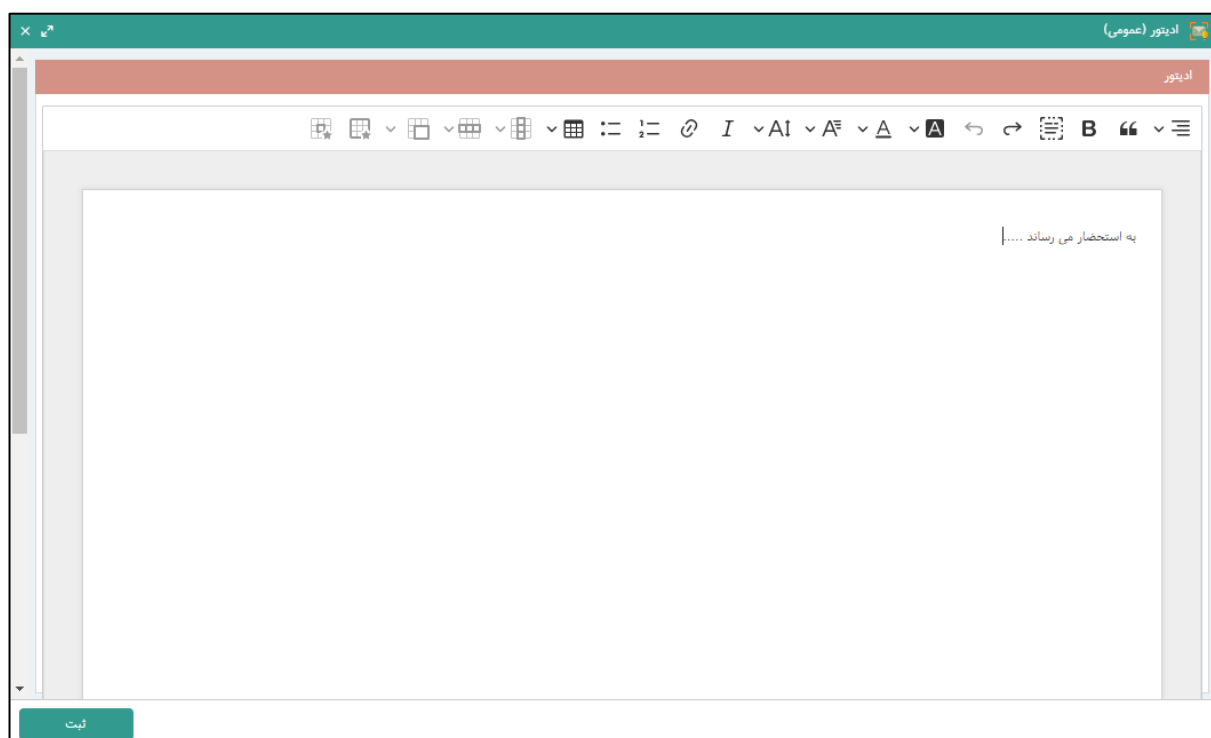 ادیتور (عمومی)
ادیتور
به استحضار می رساند .....
ثبت